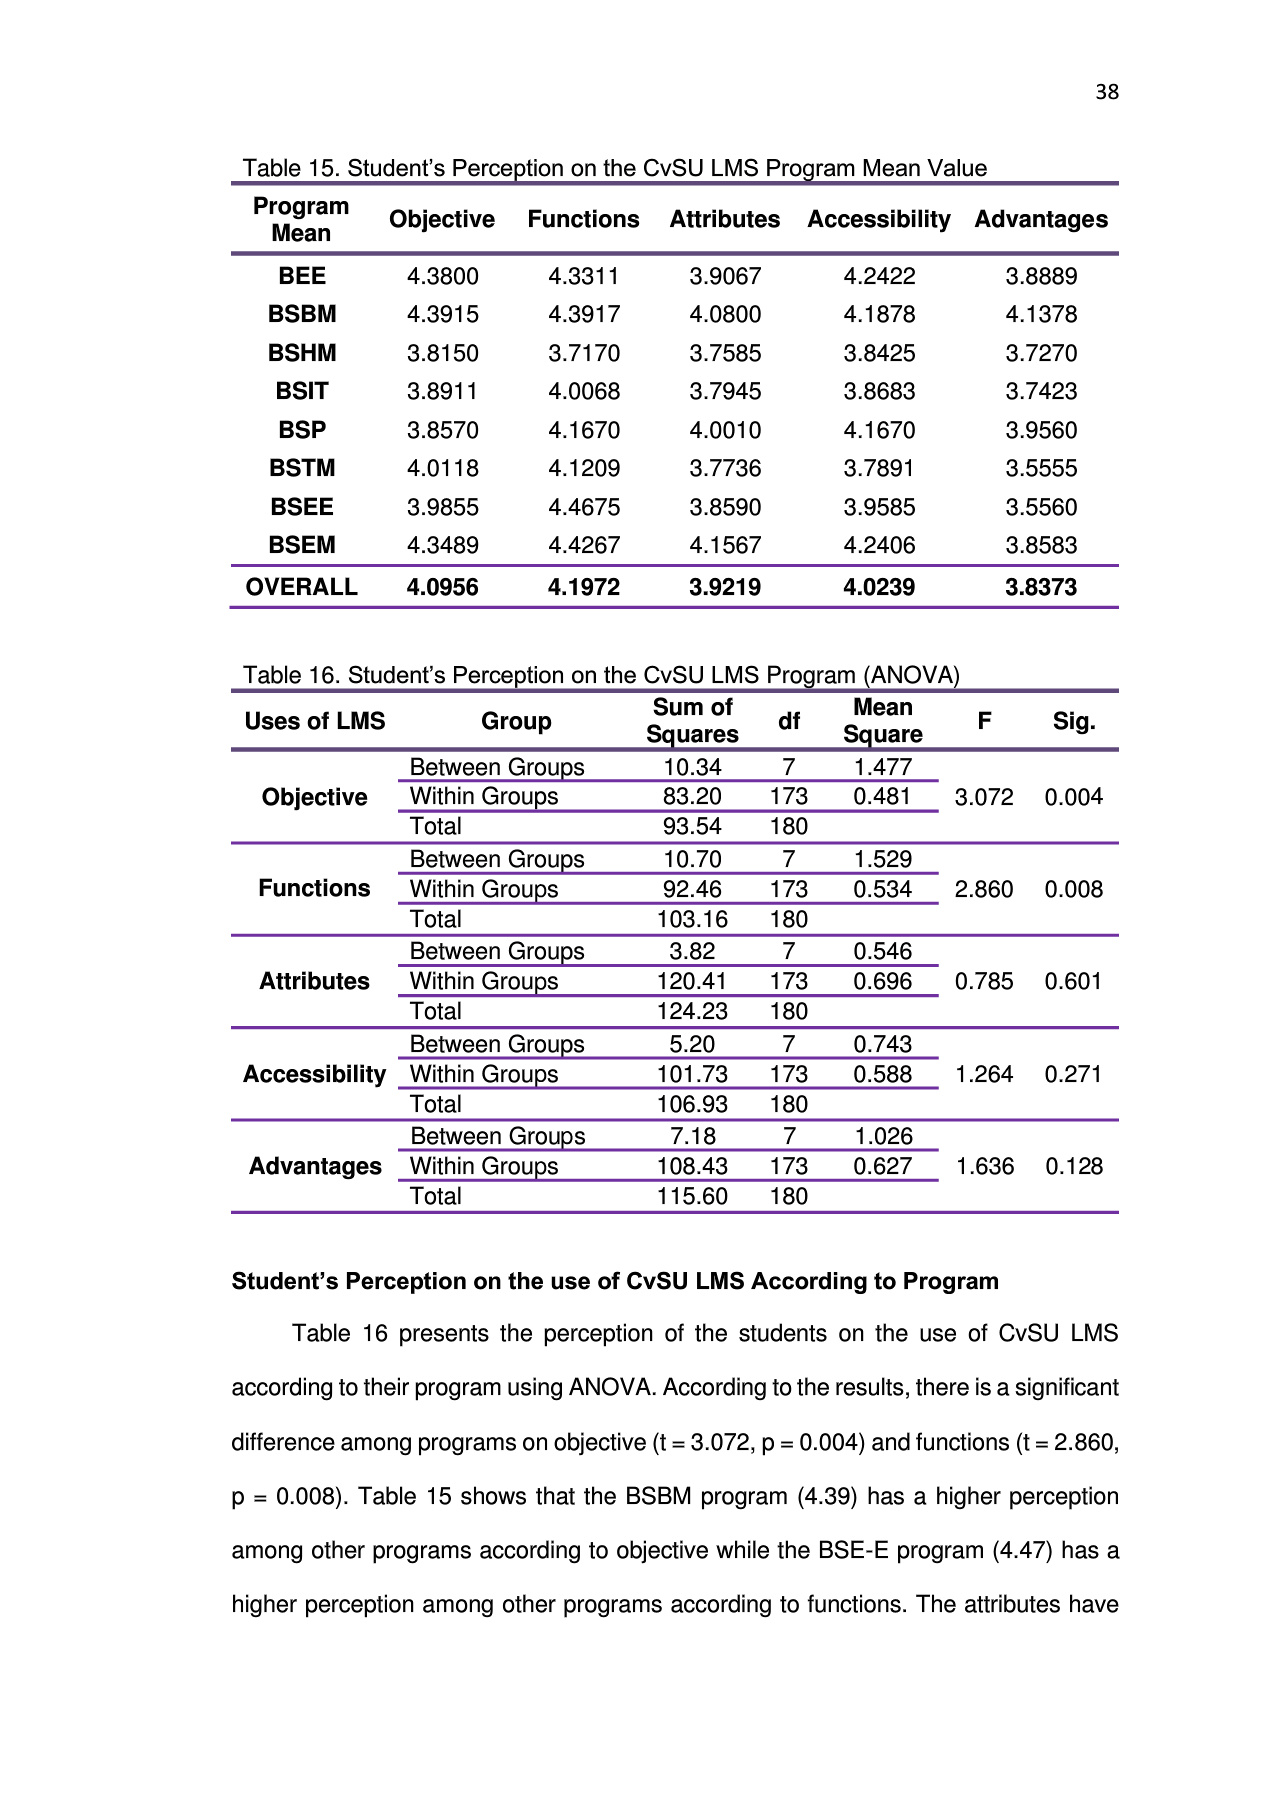 38
Table 15. Student’s Perception on the CvSU LMS Program Mean Value
Program Mean Objective Functions Attributes Accessibility Advantages
BEE 4.3800 4.3311 3.9067 4.2422 3.8889
BSBM 4.3915 4.3917 4.0800 4.1878 4.1378
BSHM 3.8150 3.7170 3.7585 3.8425 3.7270
BSIT 3.8911 4.0068 3.7945 3.8683 3.7423
BSP 3.8570 4.1670 4.0010 4.1670 3.9560
BSTM 4.0118 4.1209 3.7736 3.7891 3.5555
BSEE 3.9855 4.4675 3.8590 3.9585 3.5560
BSEM 4.3489 4.4267 4.1567 4.2406 3.8583
OVERALL 4.0956 4.1972 3.9219 4.0239 3.8373
Table 16. Student’s Perception on the CvSU LMS Program (ANOVA)
Uses of LMS Group Sum of Squares df Mean Square F Sig.
Between Groups 10.34 7 1.477
Objective Within Groups 83.20 173 0.481 3.072 0.004
Total 93.54 180
Between Groups 10.70 7 1.529
Functions Within Groups 92.46 173 0.534 2.860 0.008
Total 103.16 180
Between Groups 3.82 7 0.546
Attributes Within Groups 120.41 173 0.696 0.785 0.601
Total 124.23 180
Between Groups 5.20 7 0.743
Accessibility Within Groups 101.73 173 0.588 1.264 0.271
Total 106.93 180
Between Groups 7.18 7 1.026
Advantages Within Groups 108.43 173 0.627 1.636 0.128
Total 115.60 180
Student’s Perception on the use of CvSU LMS According to Program
Table 16 presents the perception of the students on the use of CvSU LMS
according to their program using ANOVA. According to the results, there is a significant
difference among programs on objective (t = 3.072, p = 0.004) and functions (t = 2.860,
p = 0.008). Table 15 shows that the BSBM program (4.39) has a higher perception
among other programs according to objective while the BSE-E program (4.47) has a
higher perception among other programs according to functions. The attributes have